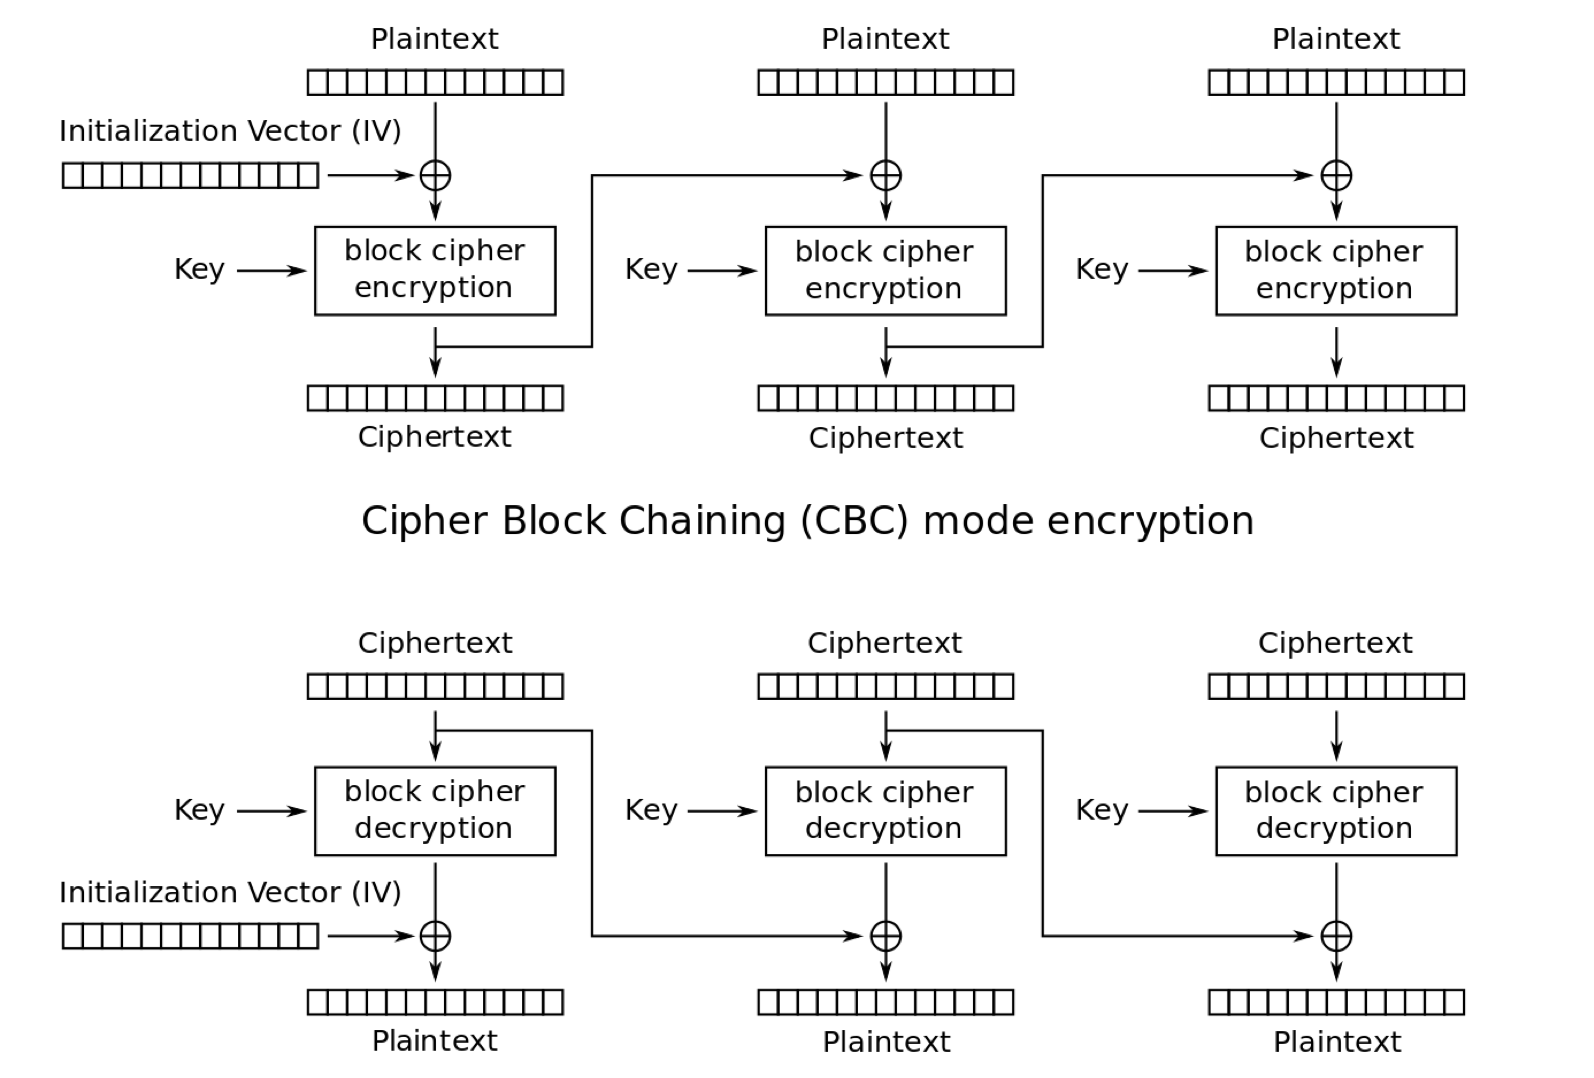 Plaintext Plaintext Plaintext
Initialization Vector (IV)
Key block cipher encryption Key block cipher encryption Key block cipher encryption
Ciphertext Ciphertext Ciphertext
Cipher Block Chaining (CBC) mode encryption
Ciphertext Ciphertext Ciphertext
Key block cipher decryption Key block cipher decryption Key block cipher decryption
Initialization Vector (IV)
Plaintext Plaintext Plaintext